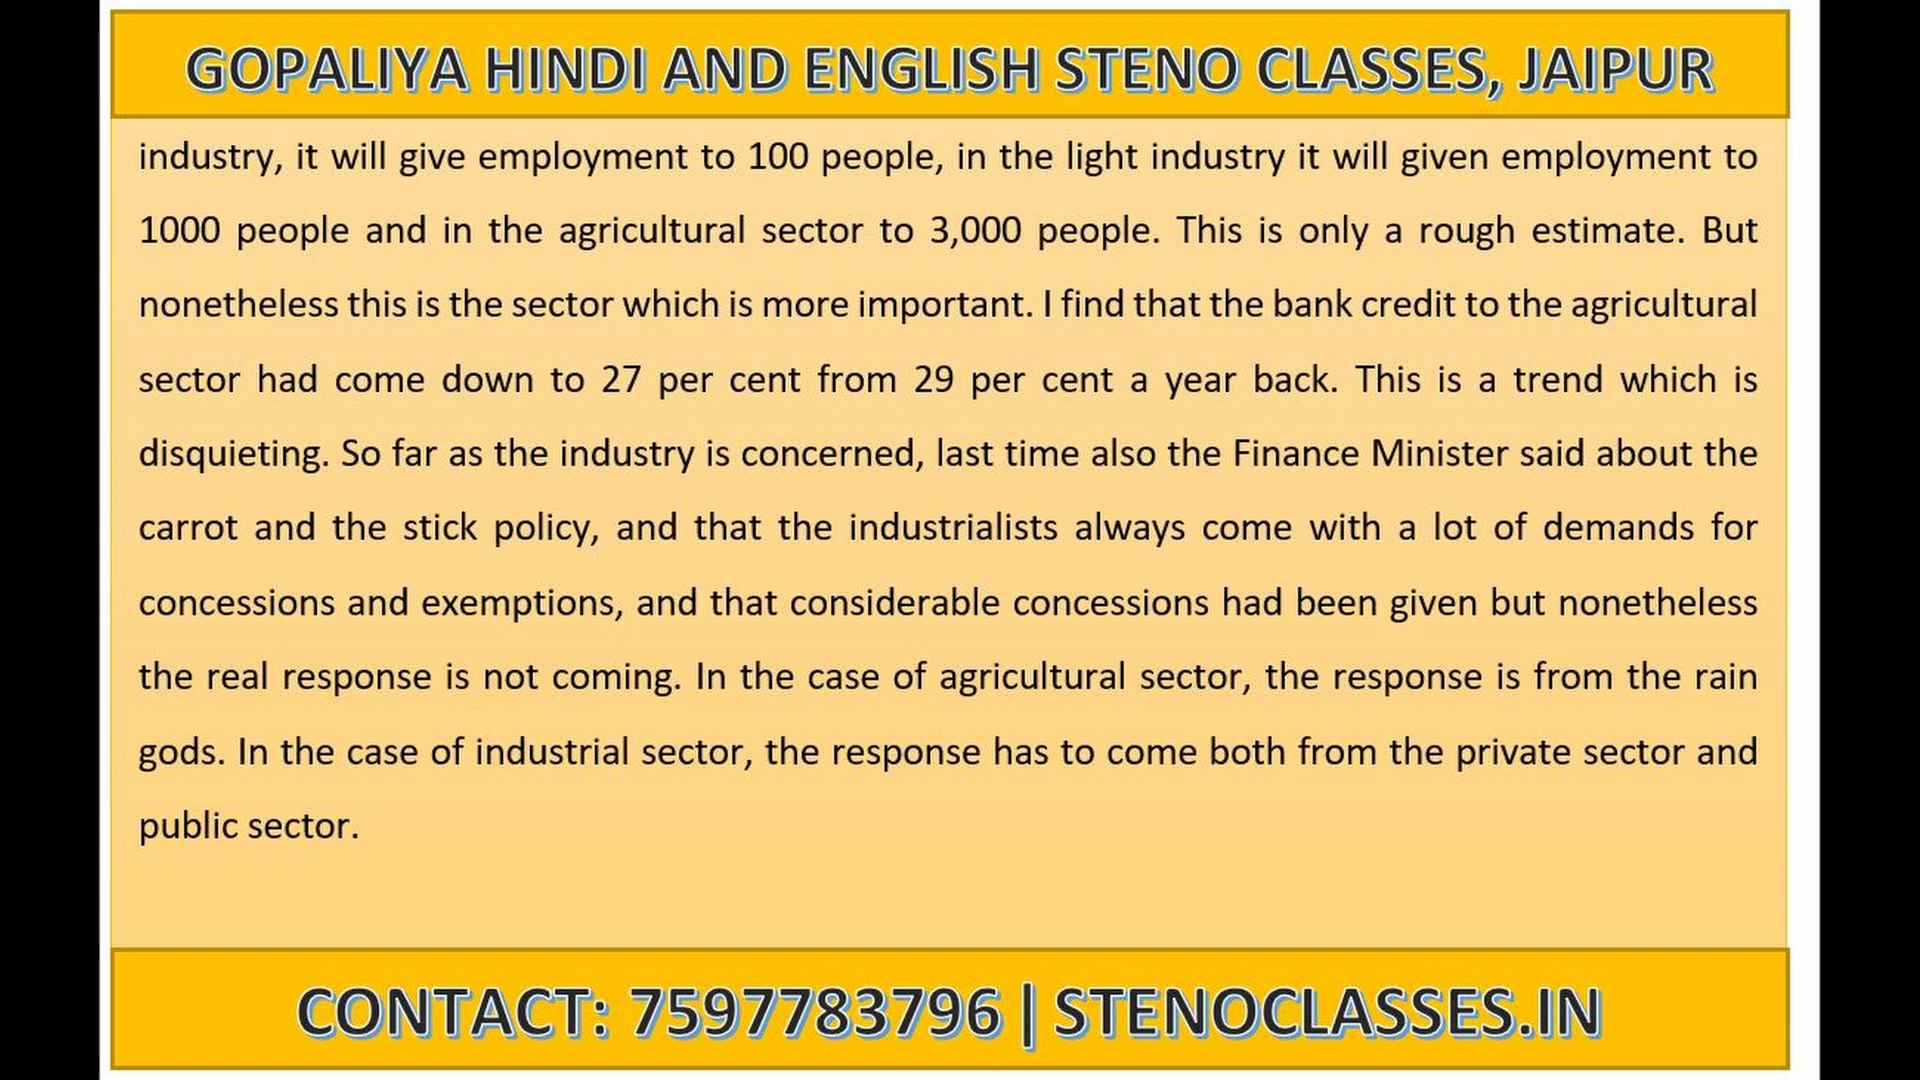 GOPALIYA HINDI AND ENGLISH STENO CLASSES, JAIPUR
industry, it will give employment to 100 people, in the light industry it will given employment to
1000 people and in the agricultural sector to 3,000 people. This is only a rough estimate. But
nonetheless this is the sector which is more important. I find that the bank credit to the agricultural
sector had come down to 27 per cent from 29 per cent a year back. This is a trend which is
disquieting. So far as the industry is concerned, last time also the Finance Minister said about the
carrot and the stick policy, and that the industrialists always come with a lot of demands for
concessions and exemptions, and that considerable concessions had been given but nonetheless
the real response is not coming. In the case of agricultural sector, the response is from the rain
gods. In the case of industrial sector, the response has to come both from the private sector and
public sector.
CONTACT: 7597783796 | STENOCLASSES.IN